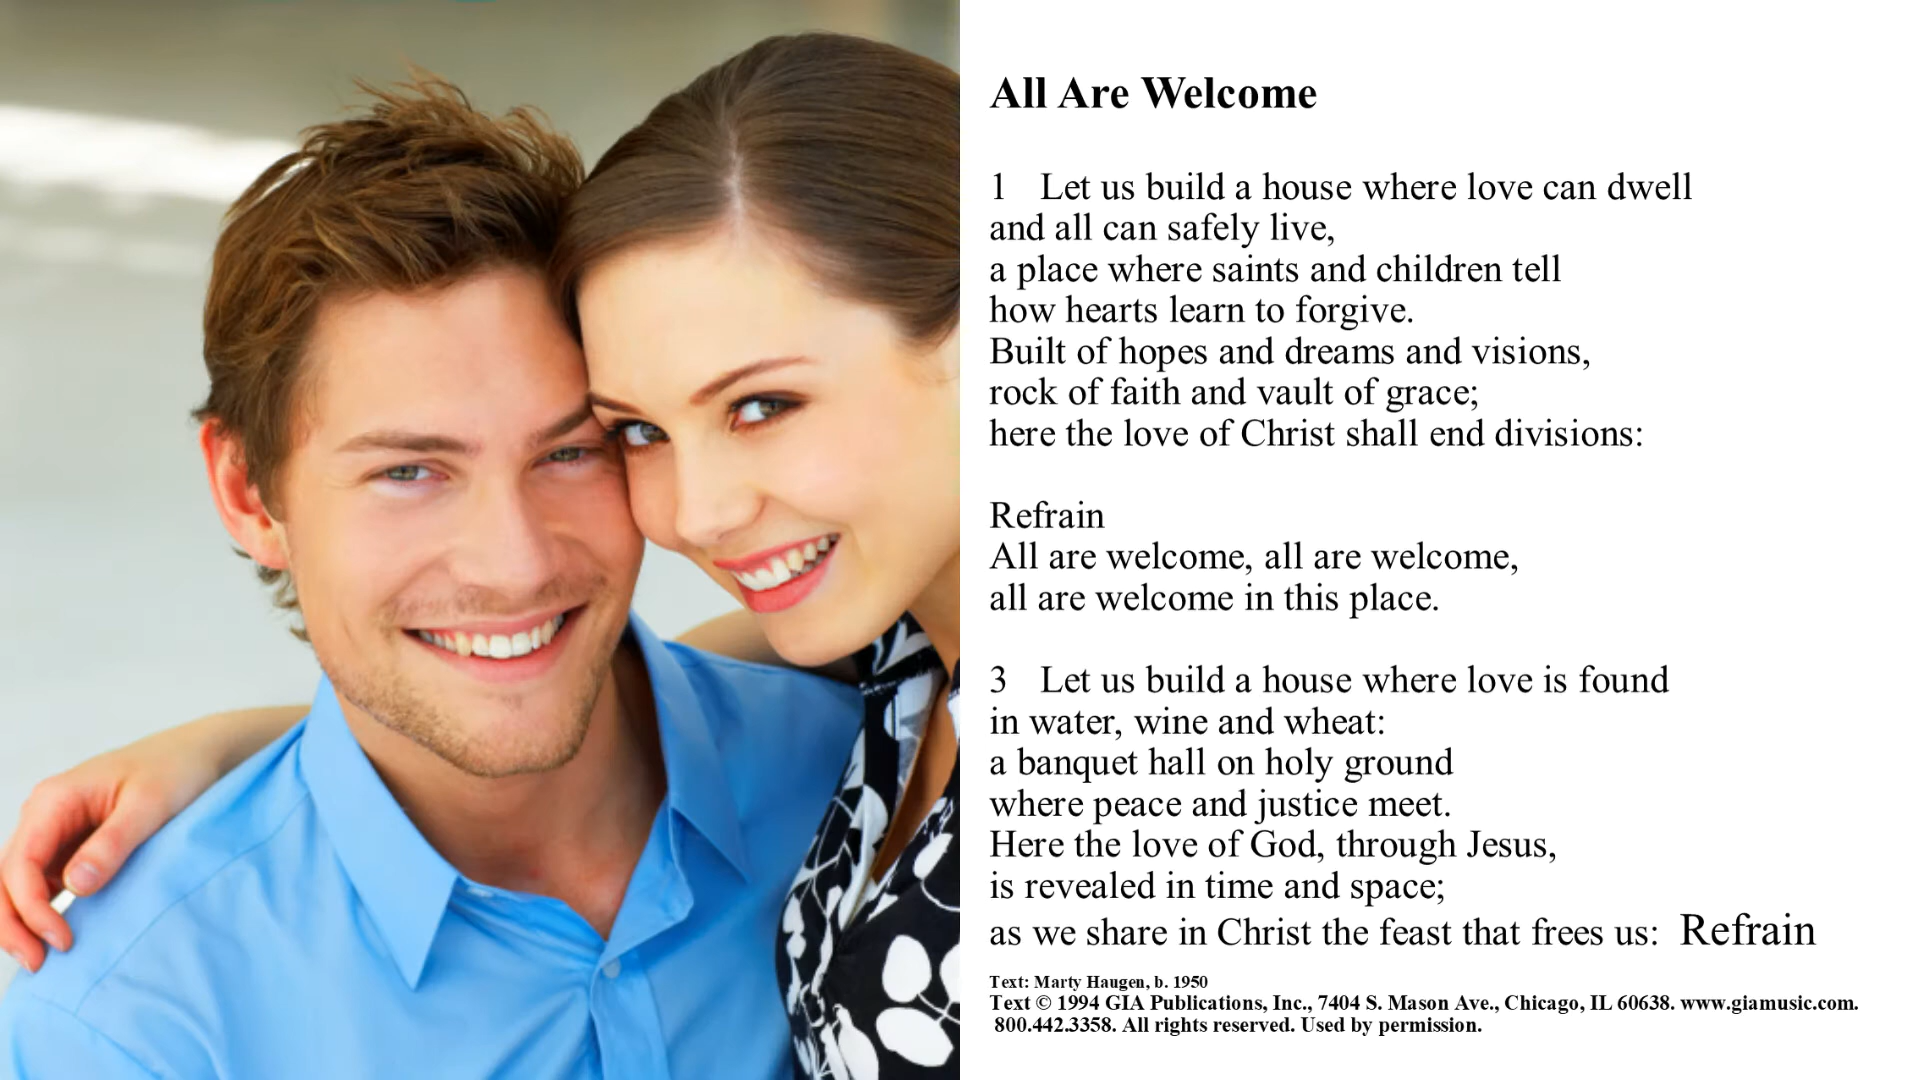 All Are Welcome
1 Let us build a house where love can dwell
and all can safely live,
a place where saints and children tell
how hearts learn to forgive.
Built of hopes and dreams and visions,
rock of faith and vault of grace;
here the love of Christ shall end divisions:
Refrain
All are welcome, all are welcome,
all are welcome in this place.
3 Let us build a house where love is found
in water, wine and wheat:
a banquet hall on holy ground
where peace and justice meet.
Here the love of God, through Jesus,
is revealed in time and space;
as we share in Christ the feast that frees us: Refrain
Text: Marty Haugen, b. 1950
Text © 1994 GIA Publications, Inc., 7404 S. Mason Ave., Chicago, IL 60638. www.giamusic.com.
800.442.3358. All rights reserved. Used by permission.